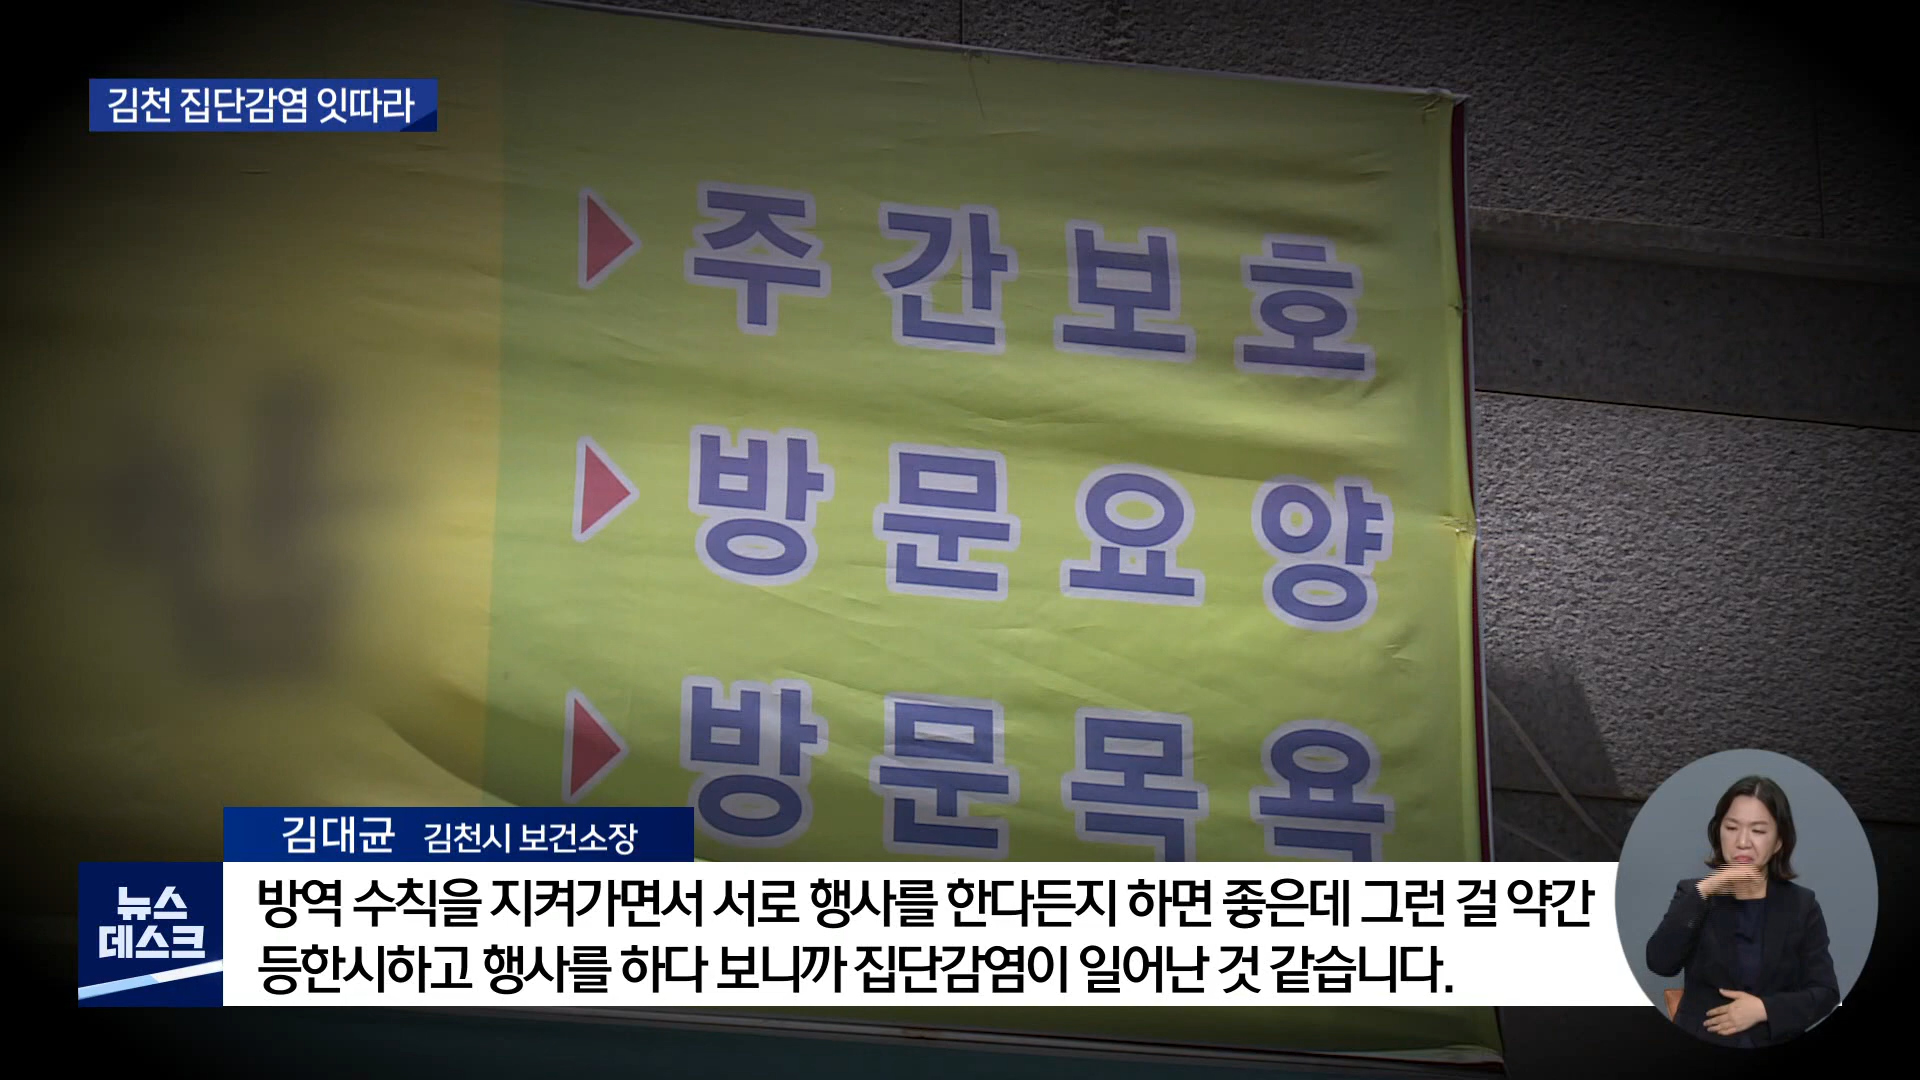 김천 집단감염 잇따라
주간보호
방문요양
방문목욕
김대균 김천시 보건소장
뉴스
데스크
방역 수칙을 지켜가면서 서로 행사를 한다든지 하면 좋은데 그런 걸 약간
등한시하고 행사를 하다 보니까 집단감염이 일어난 것 같습니다.